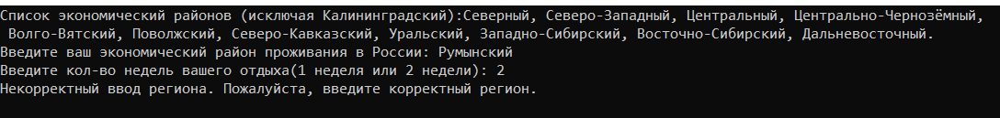 Список экономический районов (исключая Калининградский):Северный, Северо-Западный, Центральный, Центрально-Чернозёмный,
Волго-Вятский, Поволжский, Северо-Кавказский, Уральский, Западно-Сибирский, Восточно-Сибирский, Дальневосточный.
Введите ваш экономический район проживания в России: Румынский
Введите кол-во недель вашего отдыха(1 неделя или 2 недели): 2
Некорректный ввод региона. Пожалуйста, введите корректный регион.